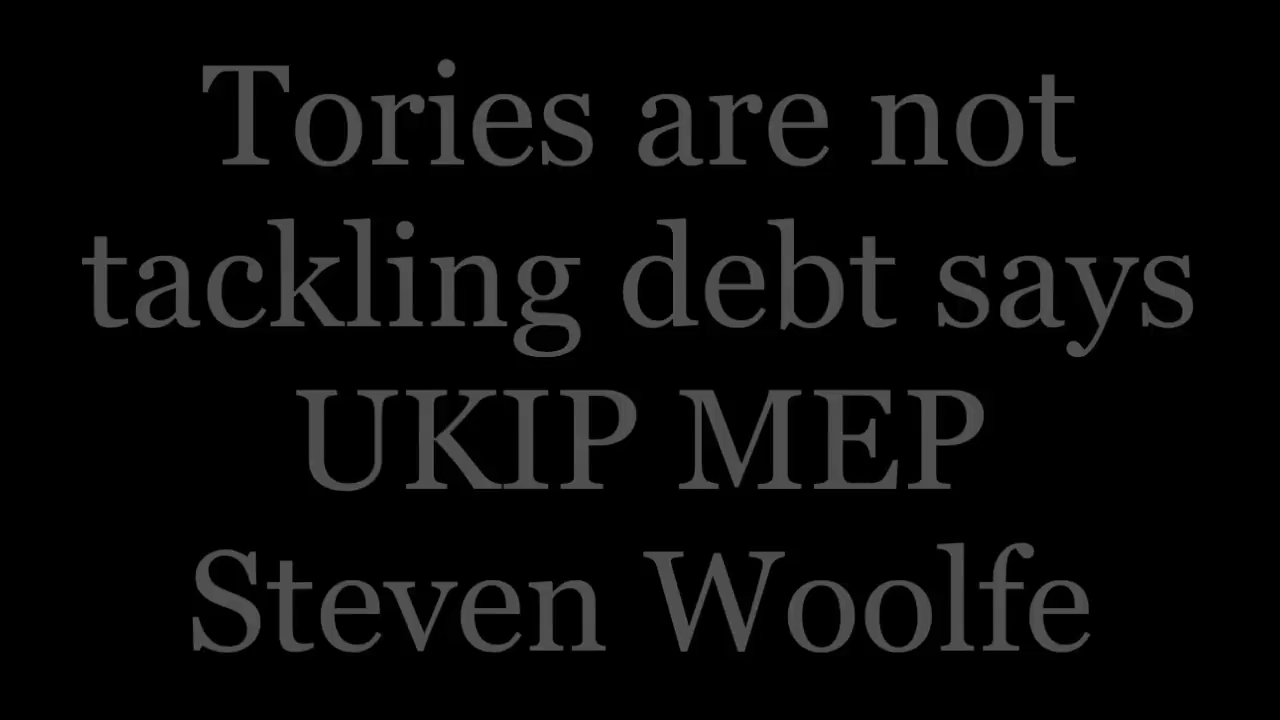 Tories are not
tackling debt says
UKIP MEP
Steven Woolfe